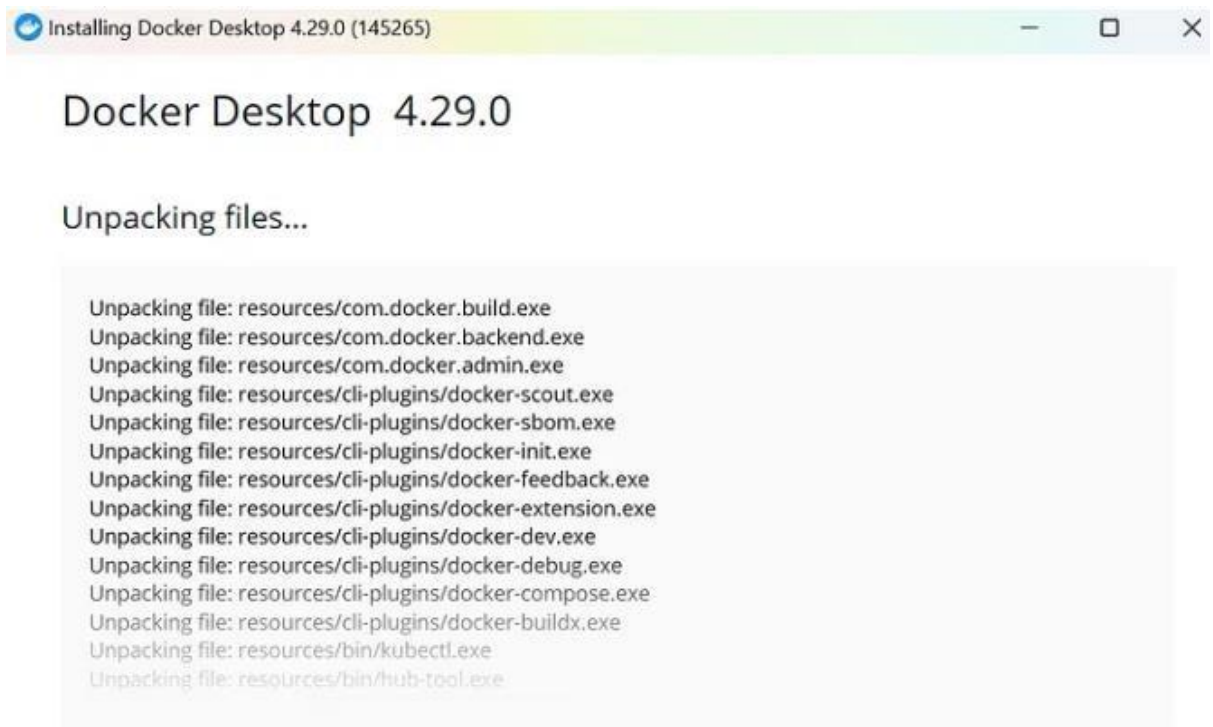 Installing Docker Desktop 4.29.0 (145265)
Docker Desktop 4.29.0
Unpacking files...
Unpacking file: resources/com.docker.build.exe
Unpacking file: resources/com.docker.backend.exe
Unpacking file: resources/com.docker.admin.exe
Unpacking file: resources/cli-plugins/docker-scout.exe
Unpacking file: resources/cli-plugins/docker-sbom.exe
Unpacking file: resources/cli-plugins/docker-init.exe
Unpacking file: resources/cli-plugins/docker-feedback.exe
Unpacking file: resources/cli-plugins/docker-extension.exe
Unpacking file: resources/cli-plugins/docker-dev.exe
Unpacking file: resources/cli-plugins/docker-debug.exe
Unpacking file: resources/cli-plugins/docker-compose.exe
Unpacking file: resources/cli-plugins/docker-buildx.exe
Unpacking file: resources/bin/kubectl.exe
Unpacking file: resources/bin/hub-tool.exe